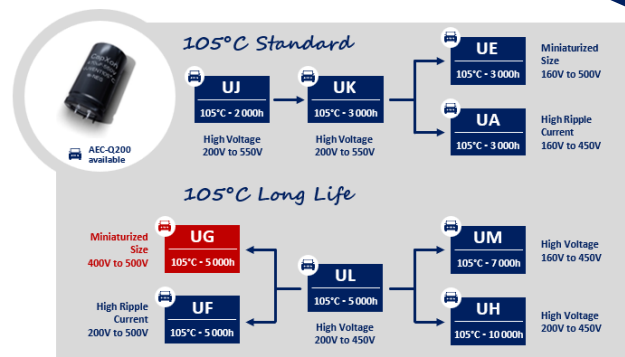 105°C Standard
CapXon
AEC-Q200
available
UJ
105°C - 2 000h
High Voltage
200V to 550V
UK
105°C - 3 000h
High Voltage
200V to 550V
UE
105°C - 3 000h
Miniaturized
Size
160V to 500V
UA
105°C - 3 000h
High Ripple
Current
160V to 450V
105°C Long Life
Miniaturized
Size
400V to 500V
UG
105°C - 5 000h
High Ripple
Current
200V to 500V
UF
105°C - 5 000h
UL
105°C - 5 000h
High Voltage
200V to 450V
UM
105°C - 7 000h
High Voltage
160V to 450V
UH
105°C - 10 000h
High Voltage
200V to 450V